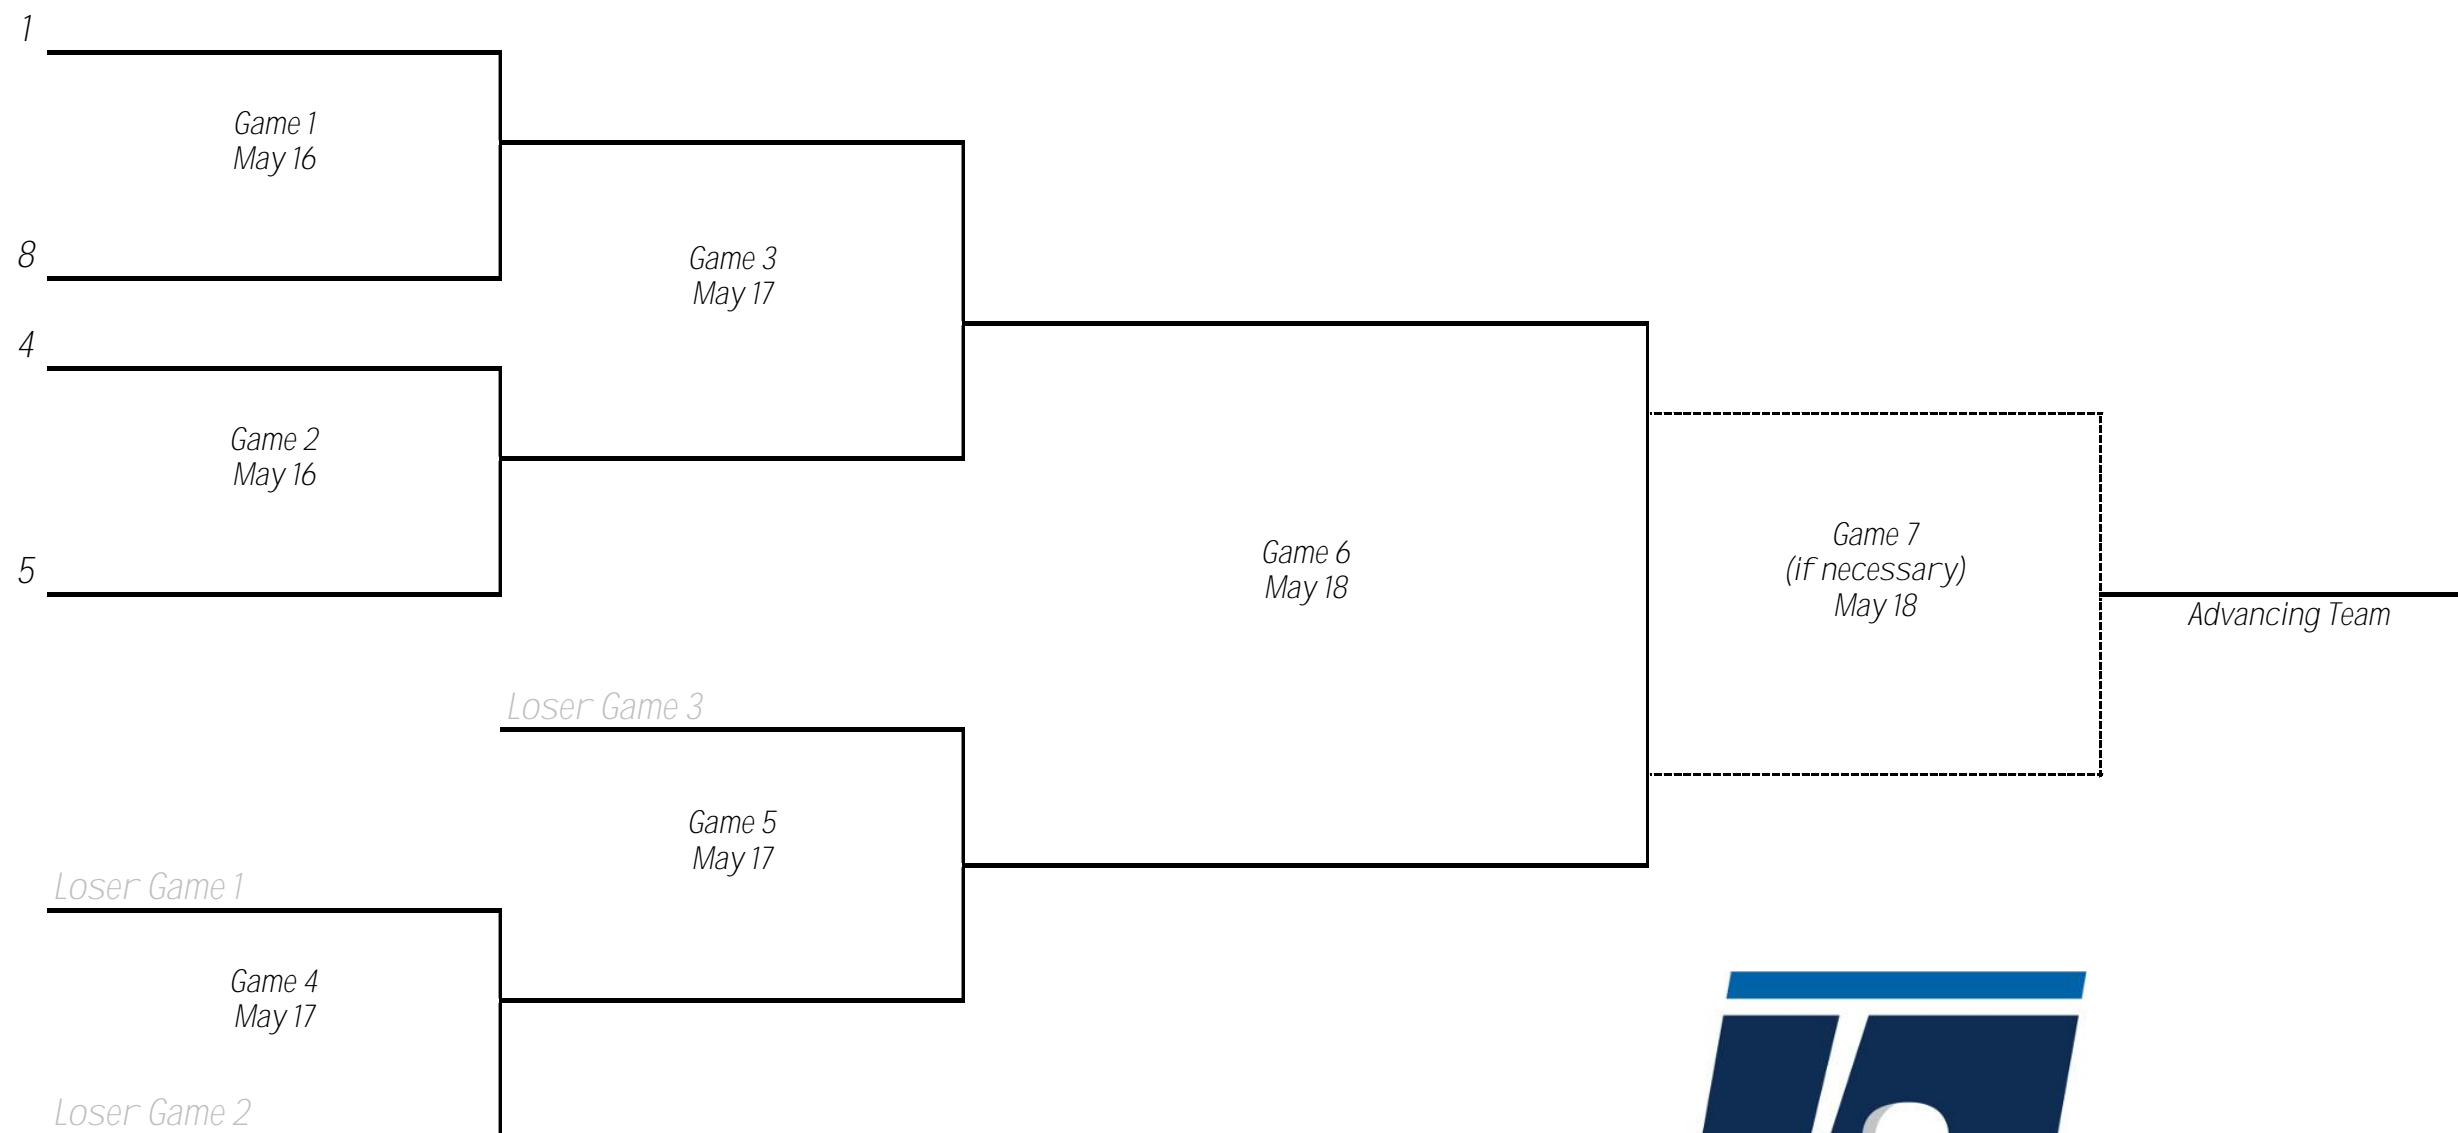 1
Game 1
May 16
8
Game 3
May 17
4
Game 2
May 16
5
Game 6
May 18
Game 7
(if necessary)
May 18
Advancing Team
Loser Game 3
Game 5
May 17
Loser Game 1
Game 4
May 17
Loser Game 2